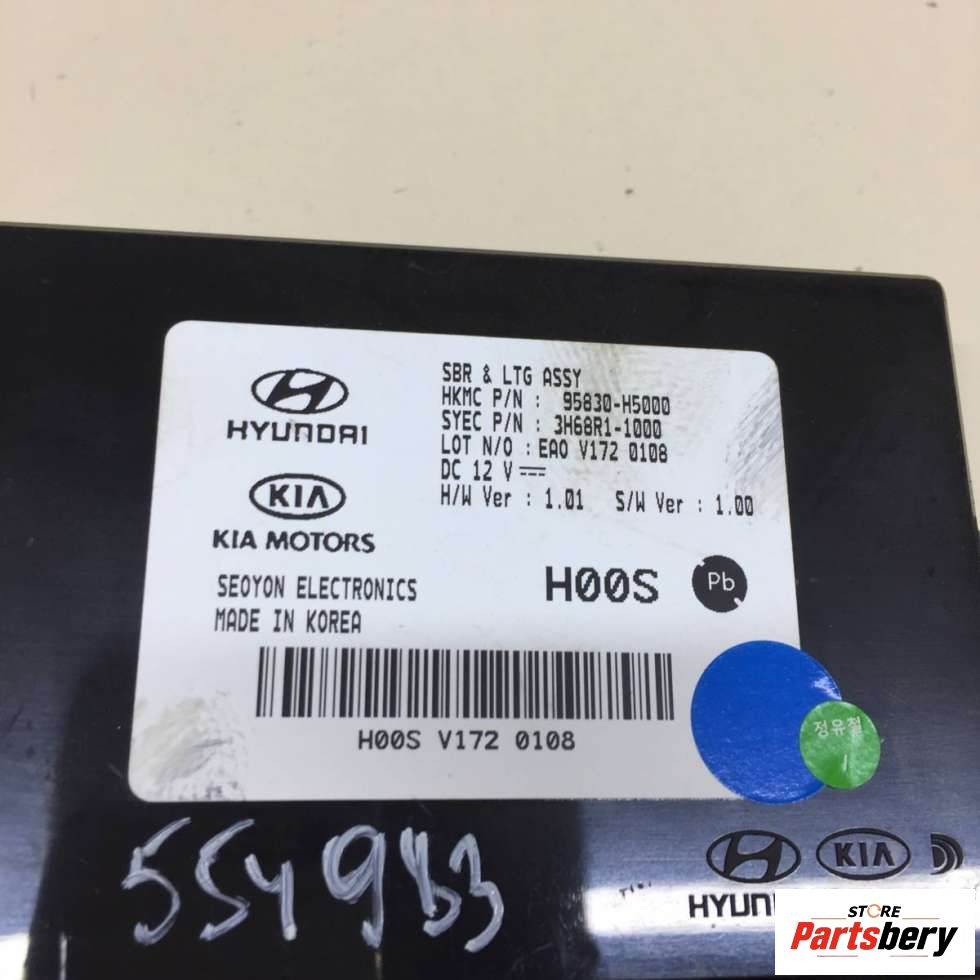 HYUNDAI
KIA
KIA MOTORS
SBR & LTG ASSY
HKMC P/N : 95830-H5000
SYEC P/N : 3H68R1-1000
LOT N/O : EA0 V172 0108
DC 12 V
H/W Ver : 1.01 S/W Ver : 1.00
SEOYON ELECTRONICS
MADE IN KOREA
H00S Pb
H00S V172 0108
정유철
554983
KIA
HYUN
STORE
Partsbery